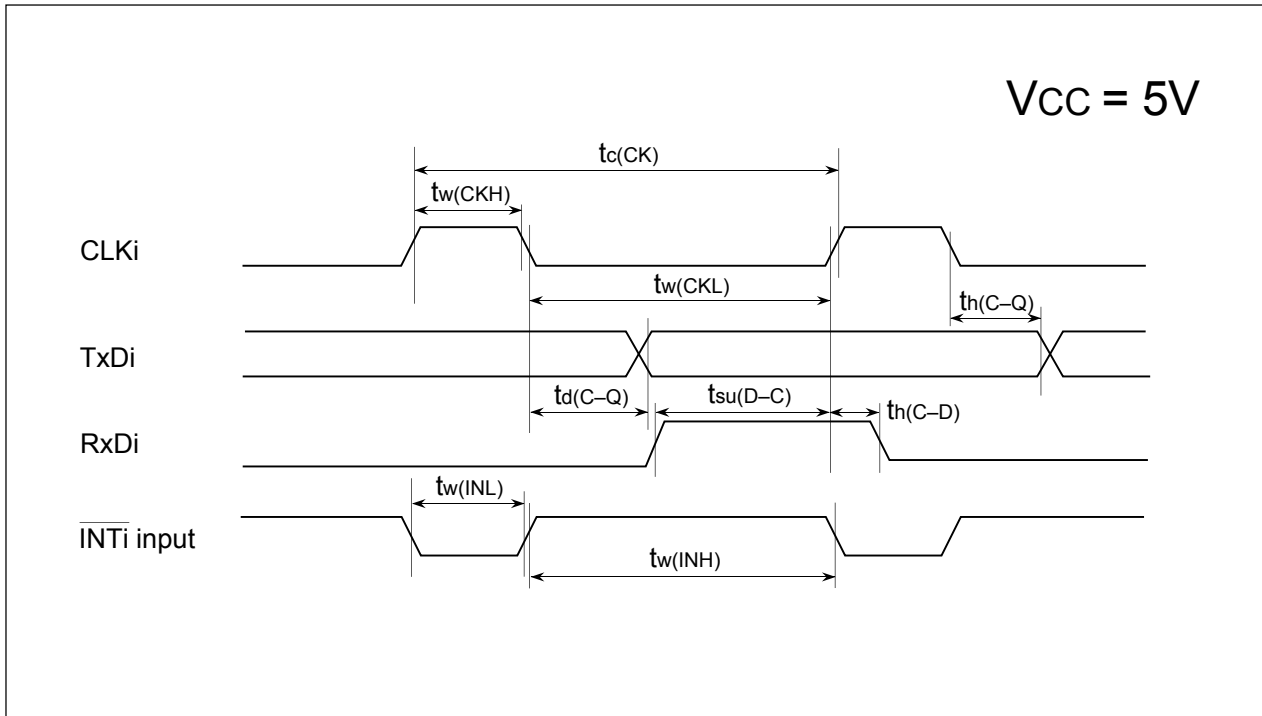 VCC = 5V
tc(CK)
tw(CKH)
CLKi
tw(CKL)
th(C–Q)
TxDi
td(C–Q)
tsu(D–C)
th(C–D)
RxDi
tw(INL)
INTi input
tw(INH)